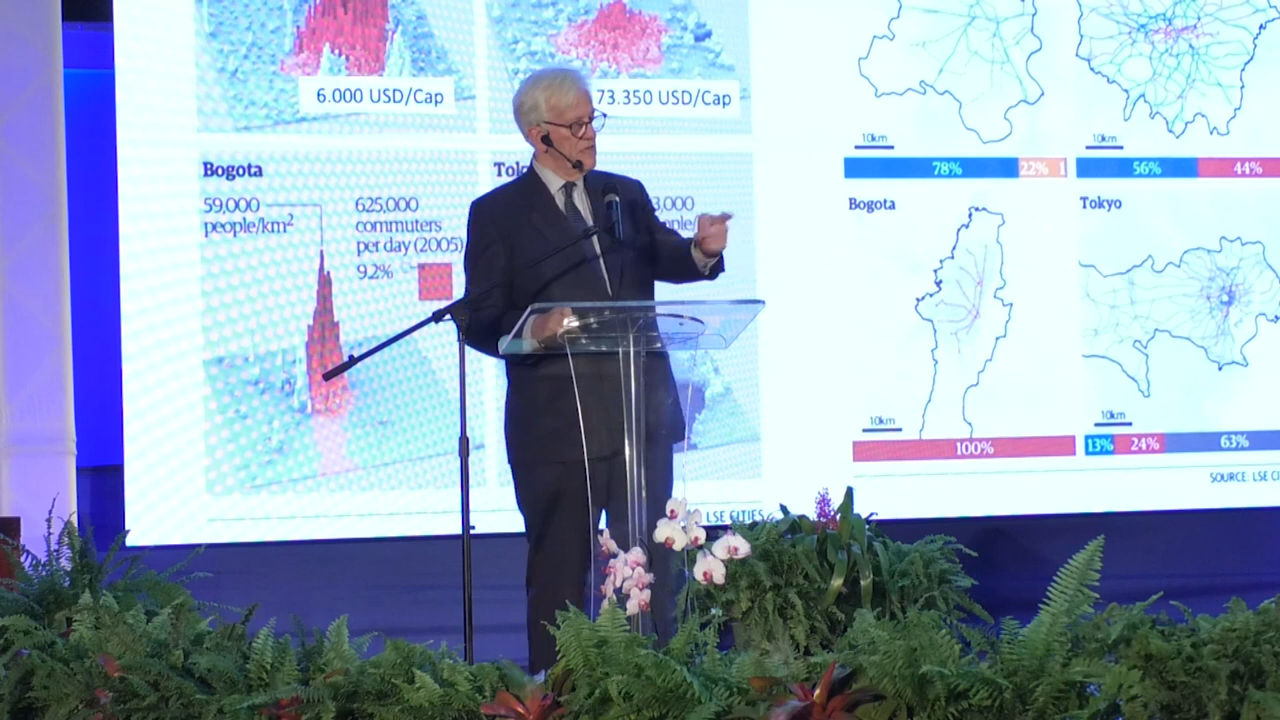 6.000 USD/Cap
73.350 USD/Cap
10km
10km
78%
22%
1
56%
44%
Bogota
59,000
people/km²
625,000
commuters
per day (2005)
9.2%
Bogota
Tokyo
10km
10km
100%
13%
24%
63%
SOURCE: LSE CI
LSE CITIES